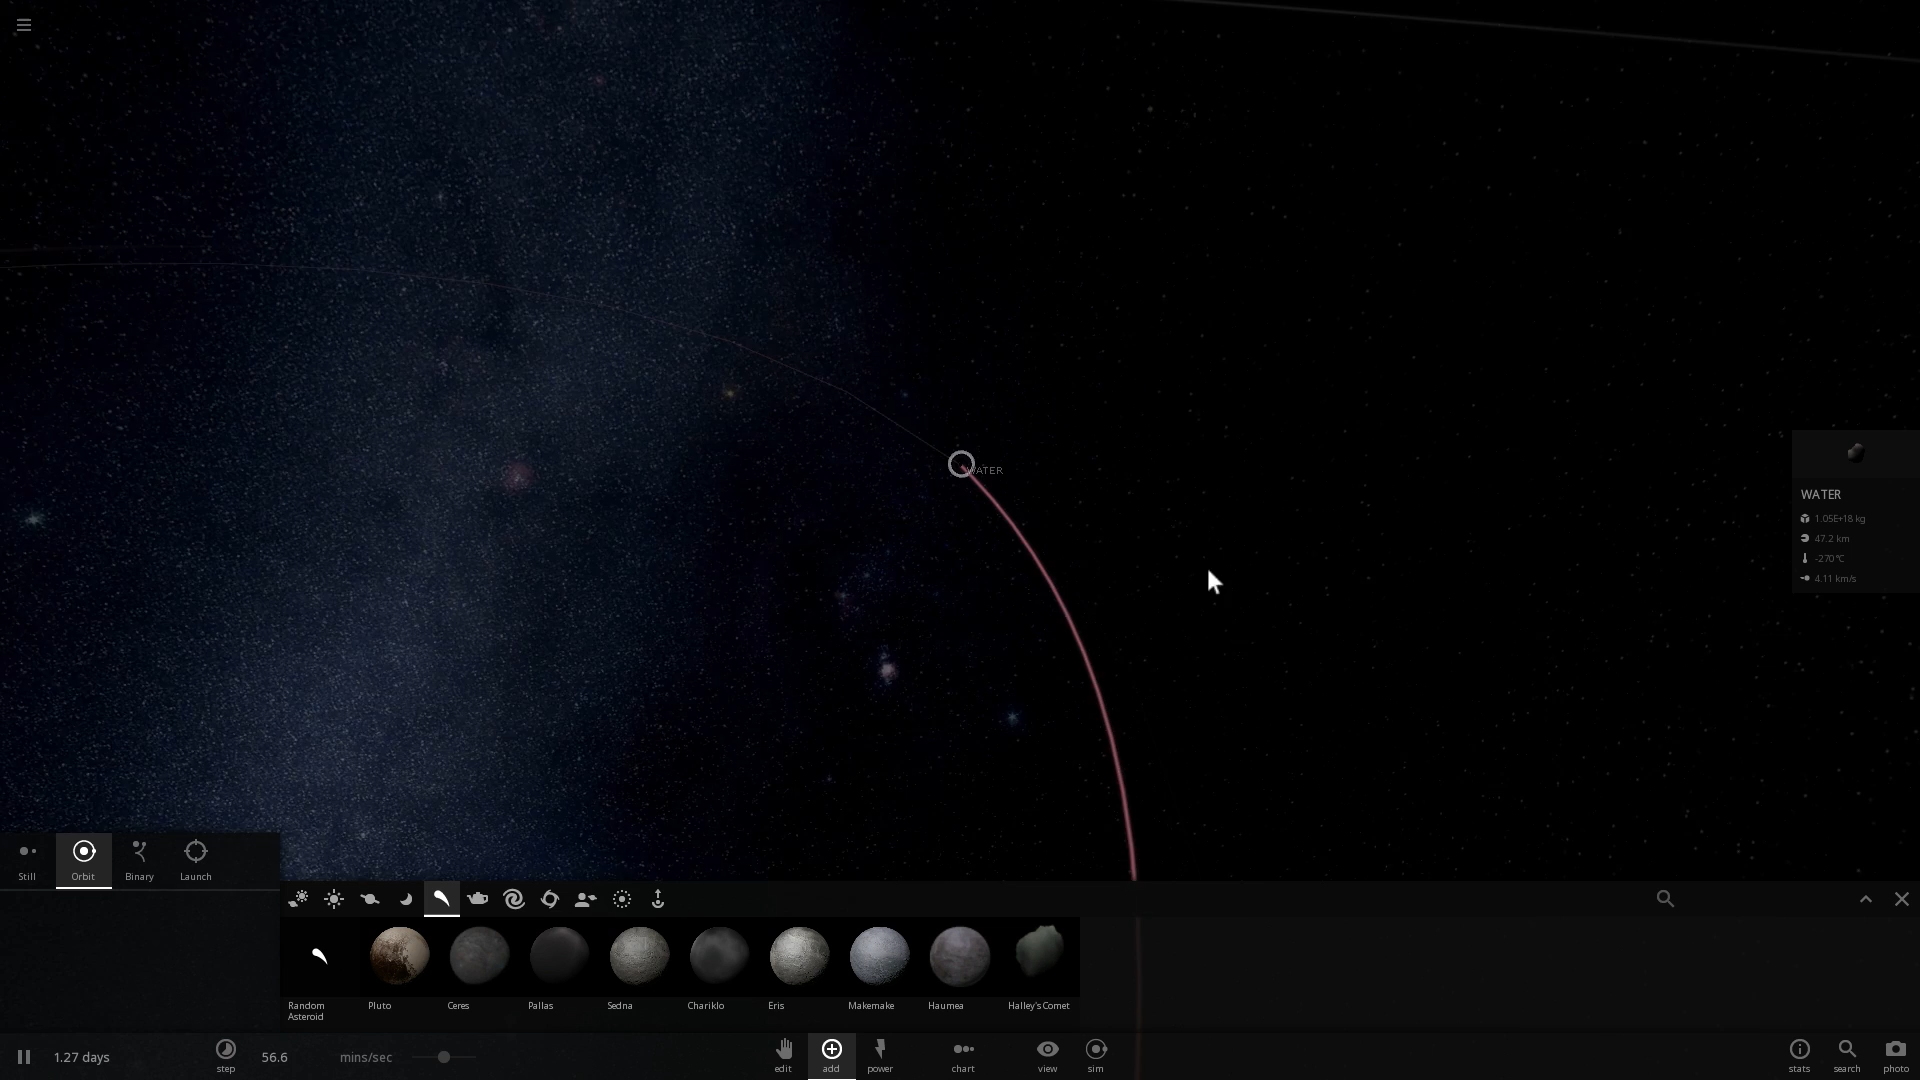 WATER
WATER
1.05E+18 kg
47.2 km
-270°C
4.11 km/s
Still Orbit Binary Launch
Random Asteroid
Pluto
Ceres
Pallas
Sedna
Chariklo
Eris
Makemake
Haumea
Halley's Comet
1.27 days
step
56.6 mins/sec
edit add power chart view sim
stats search photo